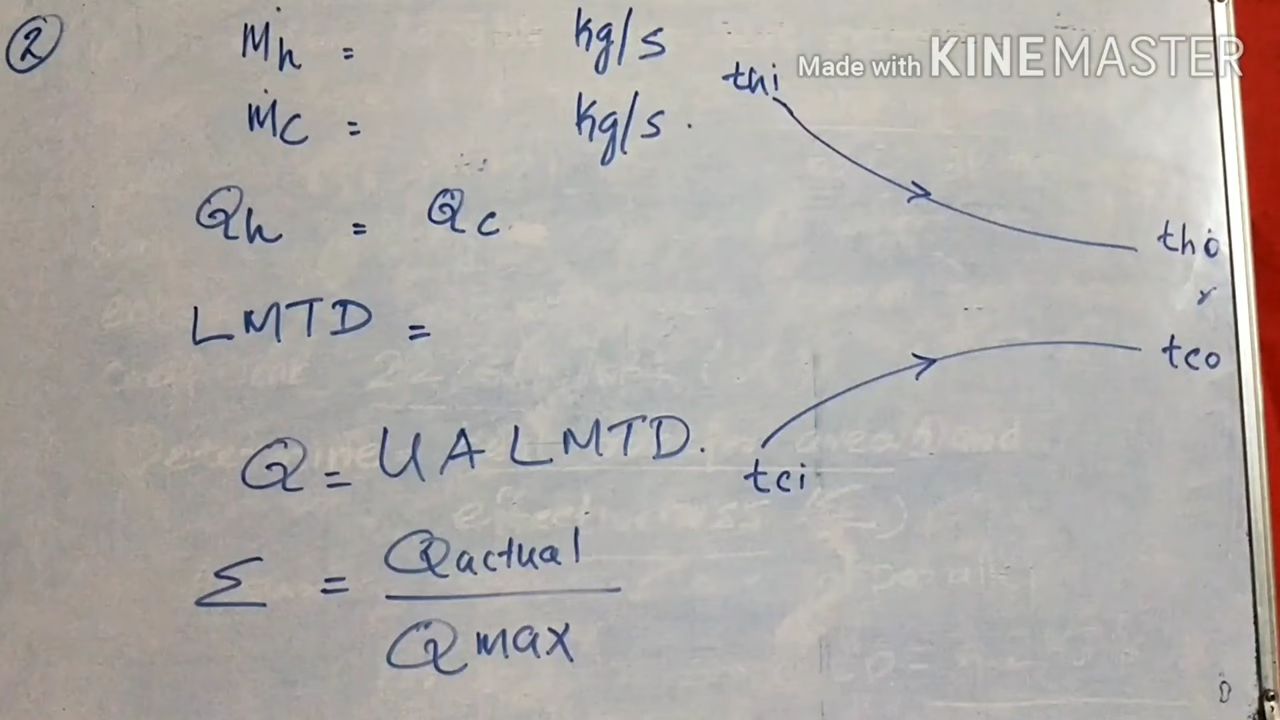 ②
ṁh = kg/s
ṁc = kg/s.
Qh = Qc
LMTD =
Q = UA LMTD.
Σ = Qactual / Qmax
thi
tho
tco
tci
Made with KINEMASTER